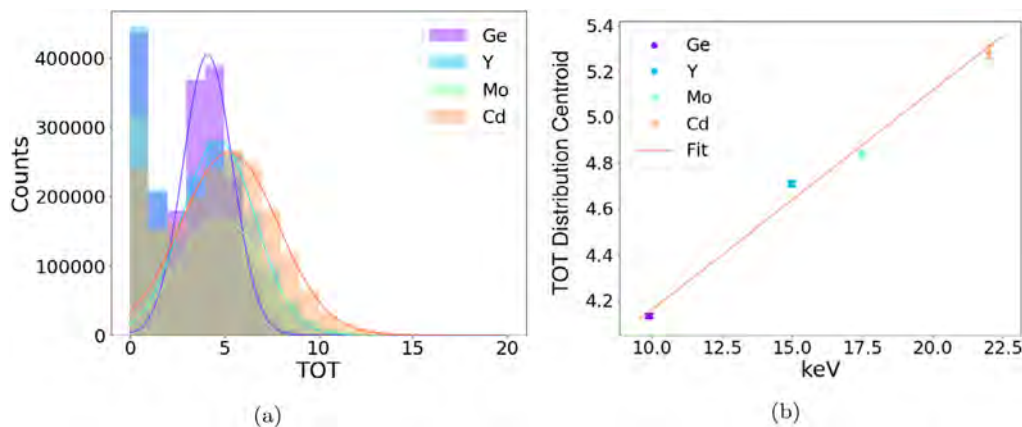 400000
300000
200000
100000
0
Counts
Ge
Y
Mo
Cd
0 5 10 15 20
TOT
(a)
5.4
5.2
5.0
4.8
4.6
4.4
4.2
TOT Distribution Centroid
Ge
Y
Mo
Cd
Fit
10.0 12.5 15.0 17.5 20.0 22.5
keV
(b)